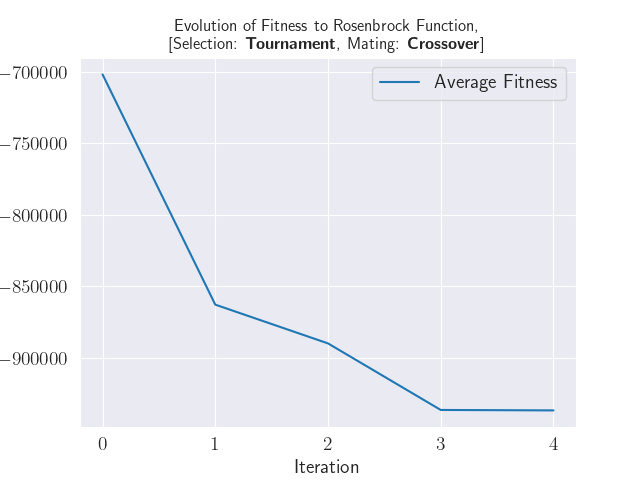 Evolution of Fitness to Rosenbrock Function,
[Selection: Tournament, Mating: Crossover]
Average Fitness
−700000
−750000
−800000
−850000
−900000
0 1 2 3 4
Iteration